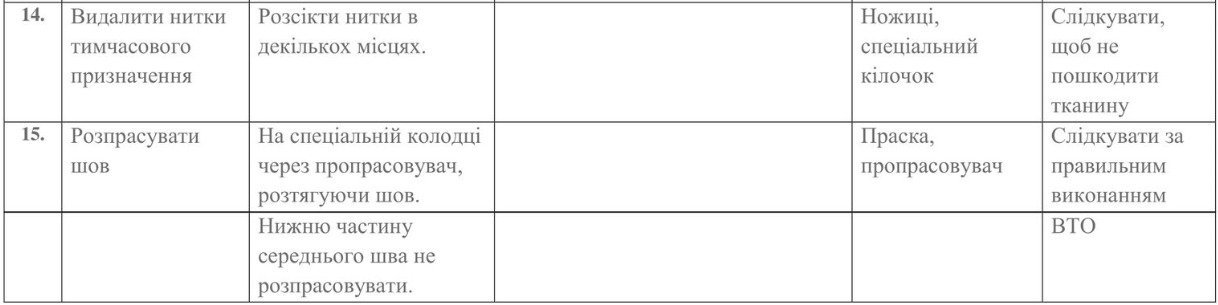 14.
Видалити нитки
тимчасового
призначення
Розсікти нитки в
декількох місцях.
Ножиці,
спеціальний
кілочок
Слідкувати,
щоб не
пошкодити
тканину
15.
Розпрасувати
шов
На спеціальній колодці
через пропрасовувач,
розтягуючи шов.
Праска,
пропрасовувач
Слідкувати за
правильним
виконанням
Нижню частину
середнього шва не
розпрасовувати.
ВТО